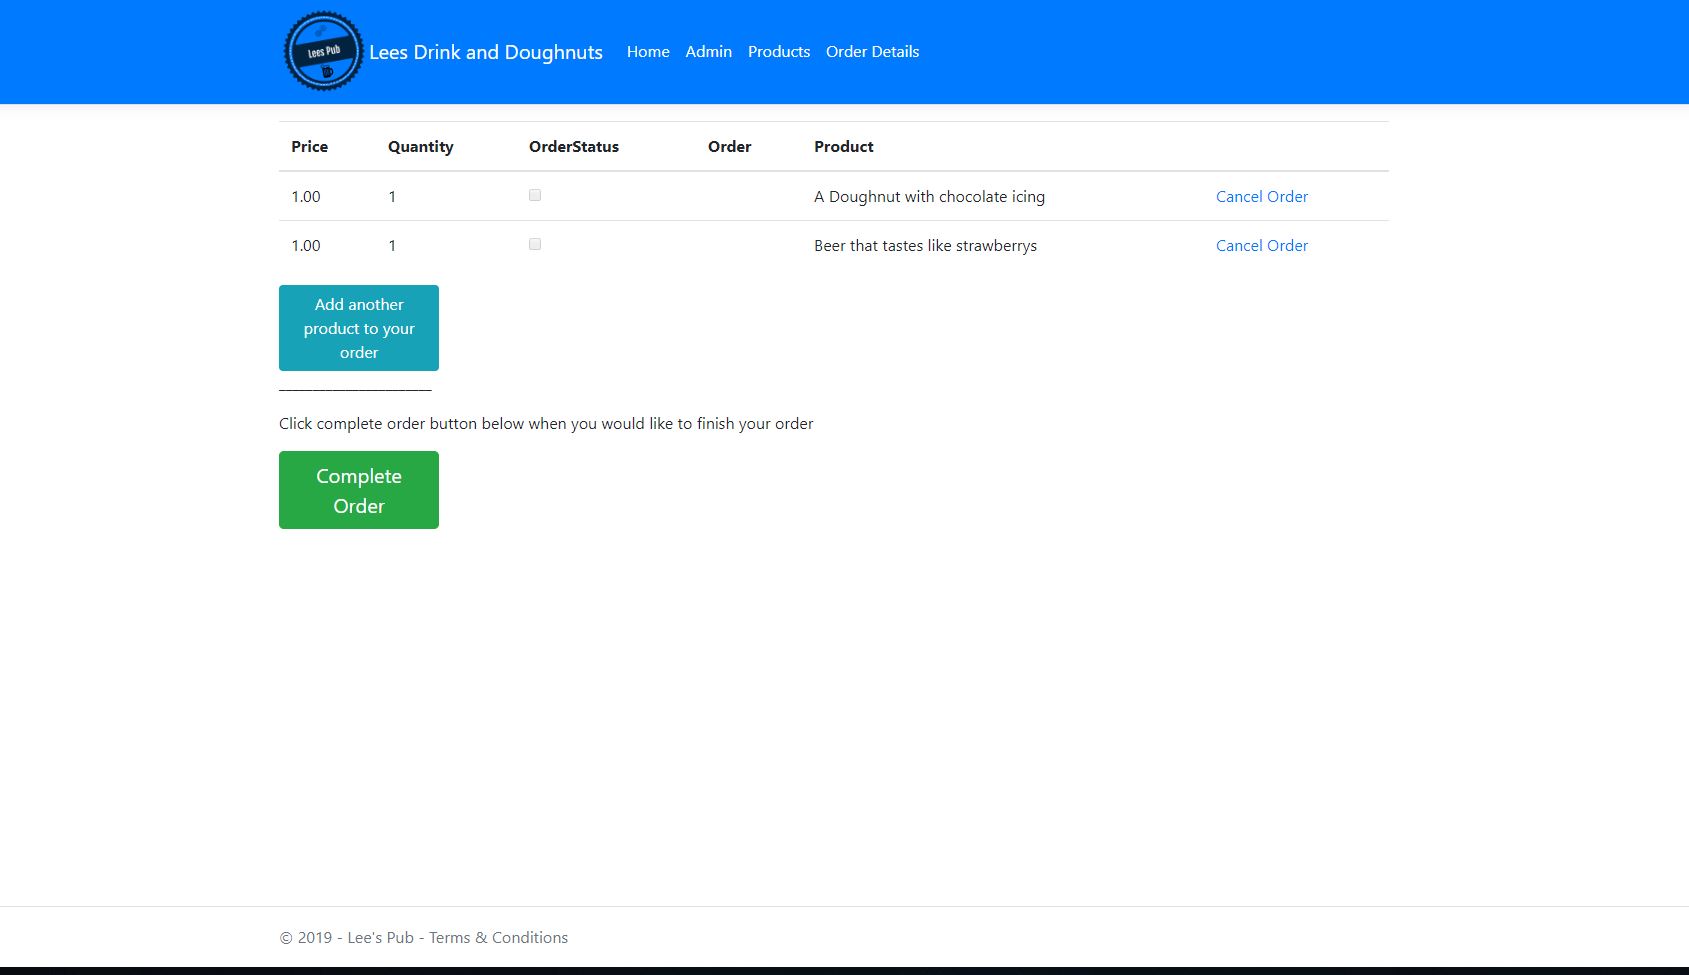 Lees Pub
Lees Drink and Doughnuts Home Admin Products Order Details
Price Quantity OrderStatus Order Product
1.00 1 A Doughnut with chocolate icing Cancel Order
1.00 1 Beer that tastes like strawberrys Cancel Order
Add another
product to your
order
______________________
Click complete order button below when you would like to finish your order
Complete
Order
© 2019 - Lee's Pub - Terms & Conditions